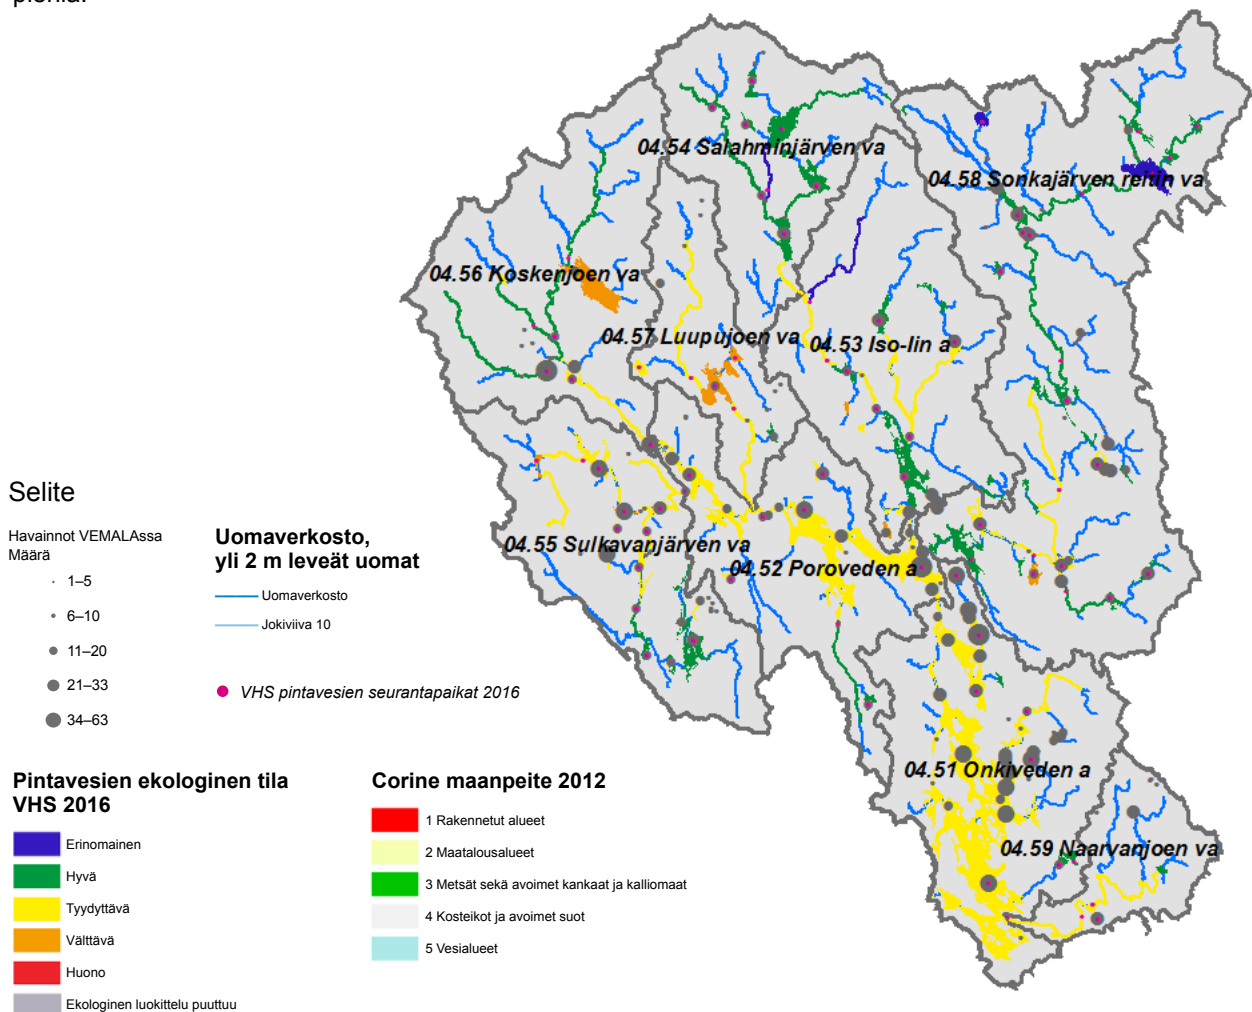 04.54 Salahminjärven va
04.58 Sonkajärven reitin va
04.56 Koskenjoen va
04.57 Luupujoen va
04.53 Iso-Iin a
04.55 Sulkavanjärven va
04.52 Poroveden a
04.51 Onkiveden a
04.59 Naarvanjoen va
Selite
Havainnot VEMALAssa
Määrä
1–5
6–10
11–20
21–33
34–63
Uomaverkosto,
yli 2 m leveät uomat
Uomaverkosto
Jokiviiva 10
VHS pintavesien seurantapaikat 2016
Pintavesien ekologinen tila
VHS 2016
Erinomainen
Hyvä
Tyydyttävä
Välttävä
Huono
Ekologinen luokittelu puuttuu
Corine maanpeite 2012
1 Rakennetut alueet
2 Maatalousalueet
3 Metsät sekä avoimet kankaat ja kalliomaat
4 Kosteikot ja avoimet suot
5 Vesialueet